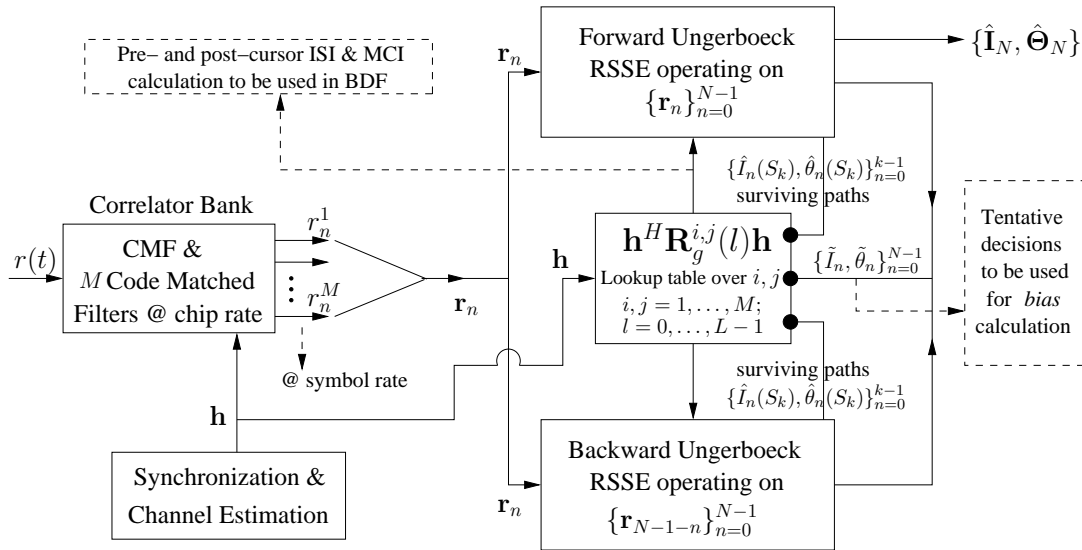 Pre– and post–cursor ISI & MCI
calculation to be used in BDF
r_n
Forward Ungerboeck
RSSE operating on
{r_n}_{n=0}^{N−1}
{Î_N, Θ̂_N}
{Î_n(S_k), θ̂_n(S_k)}_{n=0}^{k−1}
surviving paths
Correlator Bank
r(t)
CMF &
M Code Matched
Filters @ chip rate
r_n^1
r_n^M
r_n
@ symbol rate
h
h^H R_g^{i,j}(l)h
Lookup table over i, j
i, j = 1, . . . , M;
l = 0, . . . , L − 1
{Ĩ_n, θ̃_n}_{n=0}^{N−1}
Tentative
decisions
to be used
for bias
calculation
surviving paths
{Î_n(S_k), θ̂_n(S_k)}_{n=0}^{k−1}
h
Synchronization &
Channel Estimation
r_n
Backward Ungerboeck
RSSE operating on
{r_{N−1−n}}_{n=0}^{N−1}